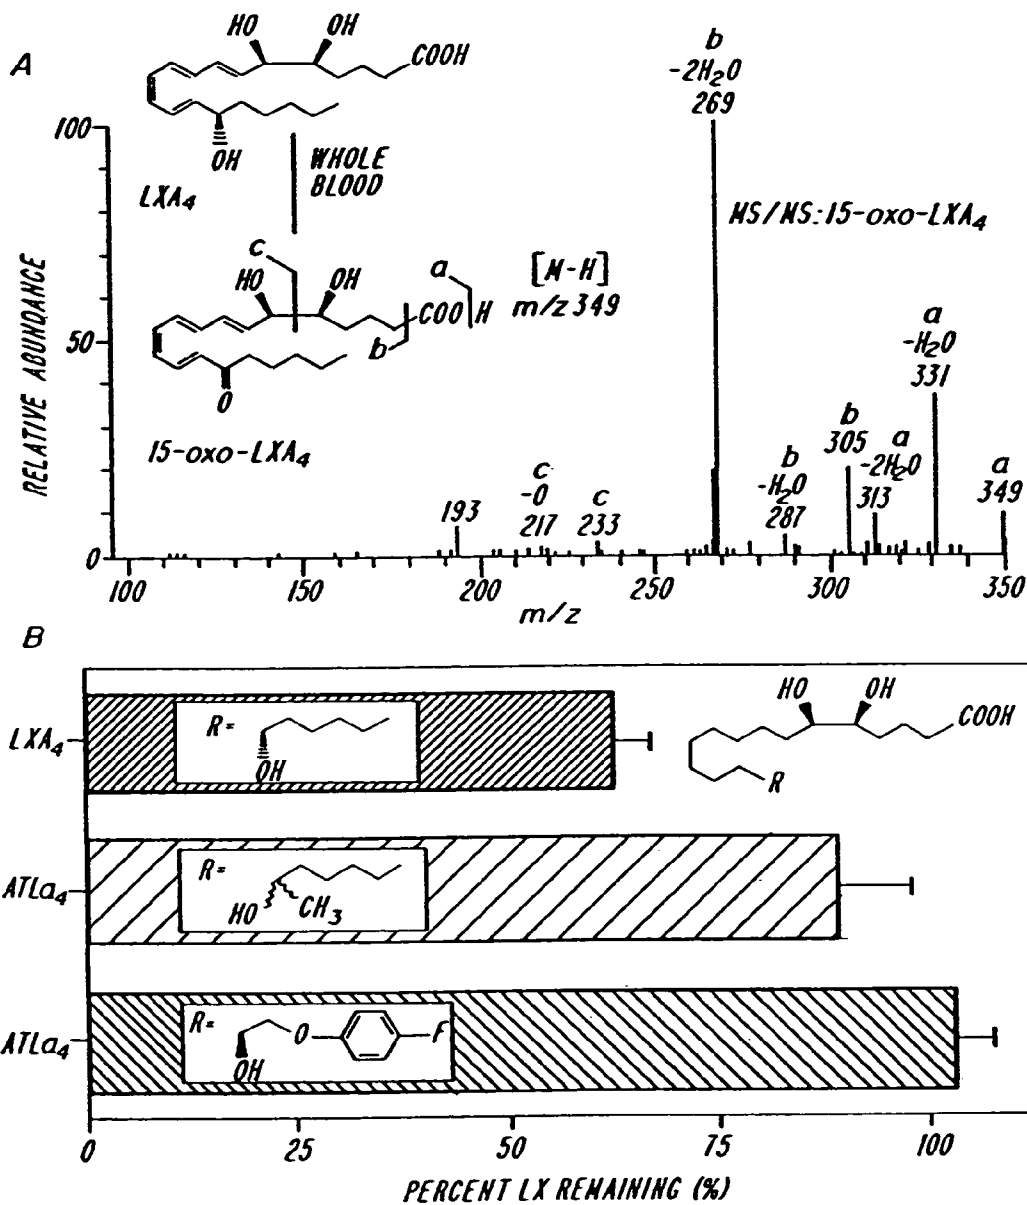 A
HO OH
COOH
OH
LXA4
WHOLE
BLOOD
c
HO OH
a
COO H
b
O
15-oxo-LXA4
[M-H]
m/z 349
MS/MS:15-oxo-LXA4
b
-2H2O
269
a
-H2O
331
b
305
a
-2H2O
313
a
349
b
-H2O
287
c
233
c
-O
217
193
RELATIVE ABUNDANCE
100
50
0
100 150 200 250 300 350
m/z
B
LXA4
R=
OH
HO OH
COOH
R
ATLa4
R=
HO CH3
ATLa4
R=
O F
OH
0 25 50 75 100
PERCENT LX REMAINING (%)